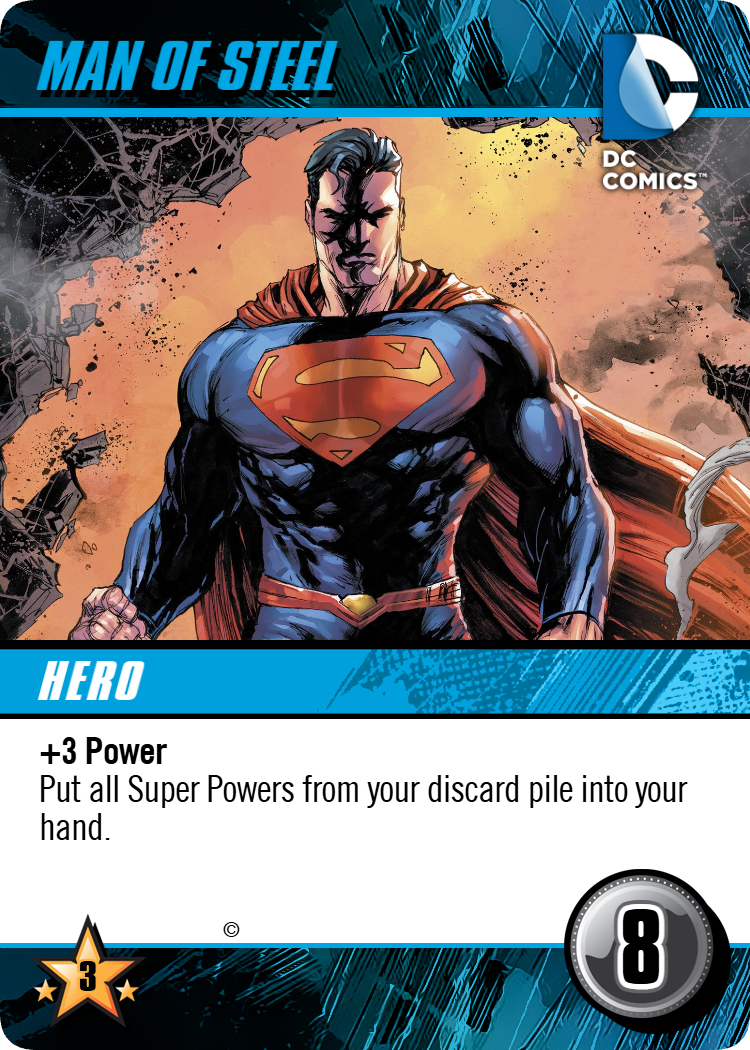 MAN OF STEEL
DC
COMICS™
HERO
+3 Power
Put all Super Powers from your discard pile into your
hand.
©
3
8